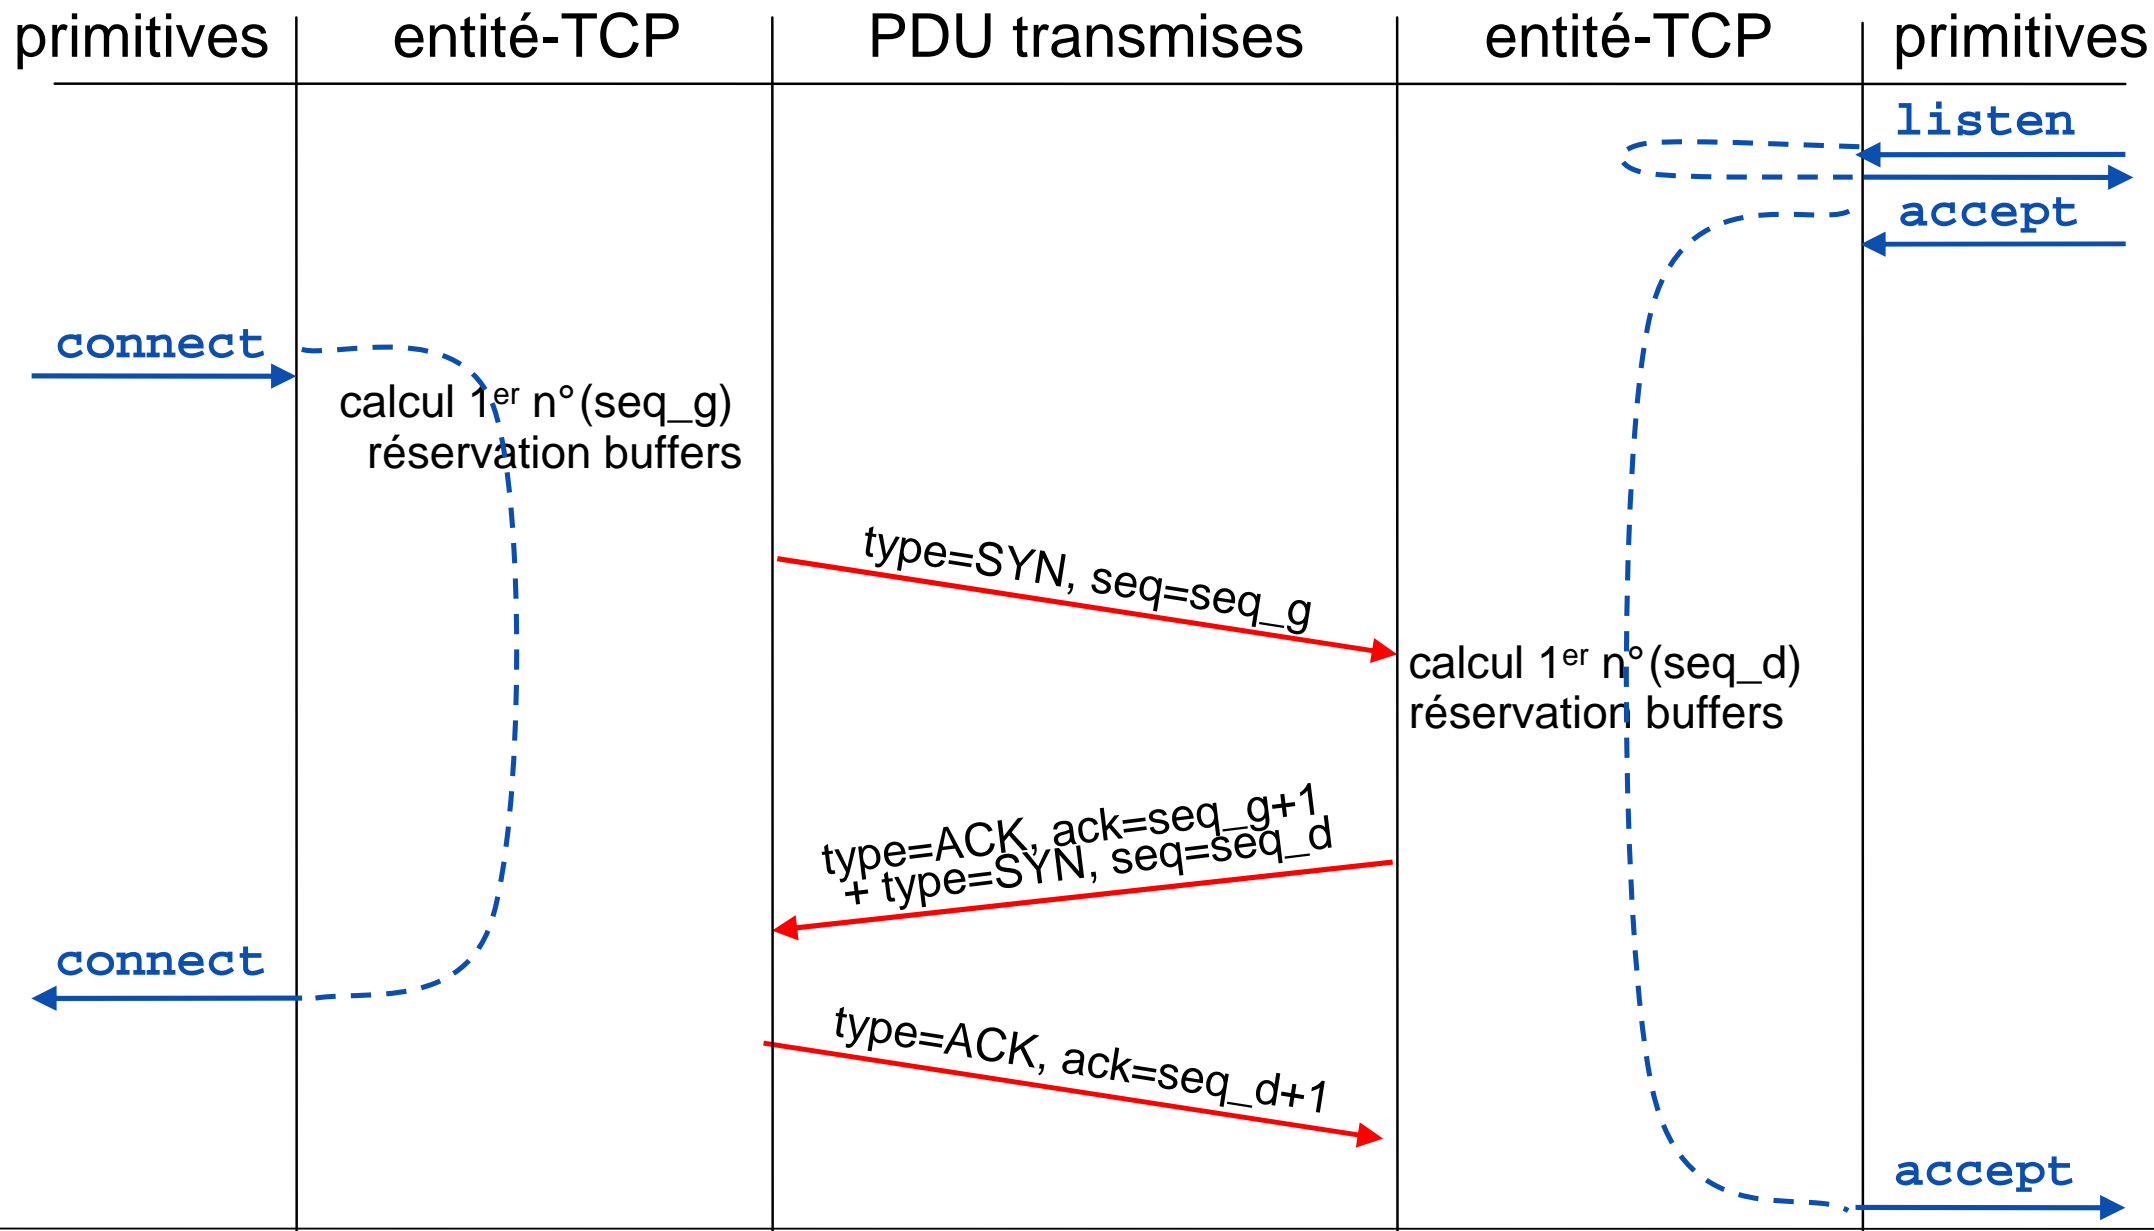 primitives entité-TCP PDU transmises entité-TCP primitives
listen
accept
connect
calcul 1er n°(seq_g)
réservation buffers
type=SYN, seq=seq_g
calcul 1er n°(seq_d)
réservation buffers
type=ACK, ack=seq_g+1
+ type=SYN, seq=seq_d
connect
type=ACK, ack=seq_d+1
accept